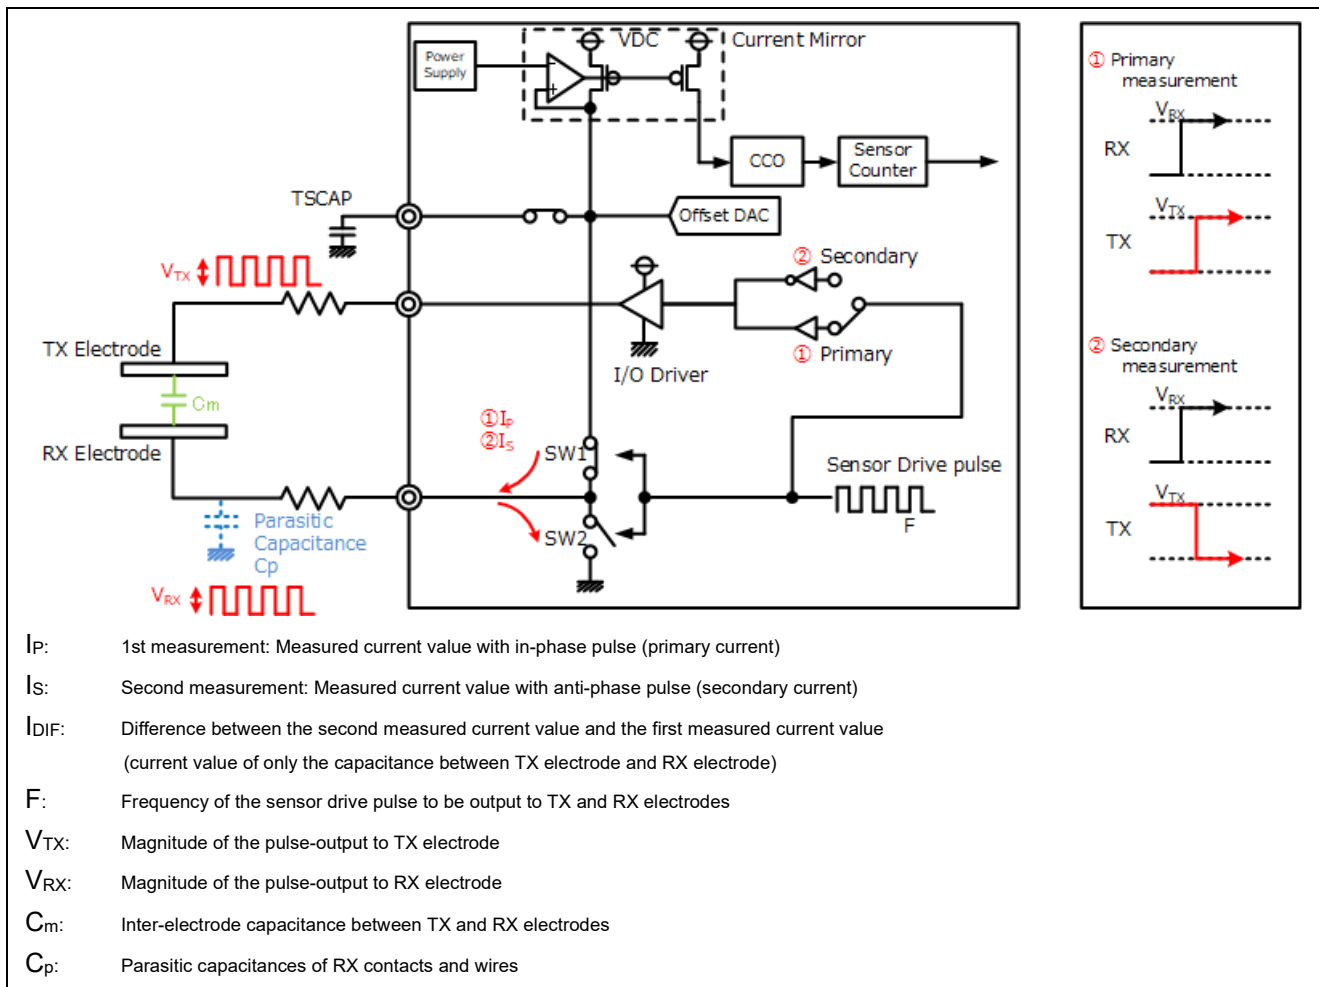 Power
Supply
VDC
Current Mirror
CCO
Sensor
Counter
TSCAP
Offset DAC
VTX
② Secondary
① Primary
I/O Driver
TX Electrode
Cm
RX Electrode
①IP
②IS
SW1
SW2
Sensor Drive pulse
F
Parasitic
Capacitance
Cp
VRX
① Primary
measurement
VRX
RX
VTX
TX
② Secondary
measurement
VRX
RX
VTX
TX
IP: 1st measurement: Measured current value with in-phase pulse (primary current)
IS: Second measurement: Measured current value with anti-phase pulse (secondary current)
IDIF: Difference between the second measured current value and the first measured current value
(current value of only the capacitance between TX electrode and RX electrode)
F: Frequency of the sensor drive pulse to be output to TX and RX electrodes
VTX: Magnitude of the pulse-output to TX electrode
VRX: Magnitude of the pulse-output to RX electrode
Cm: Inter-electrode capacitance between TX and RX electrodes
Cp: Parasitic capacitances of RX contacts and wires